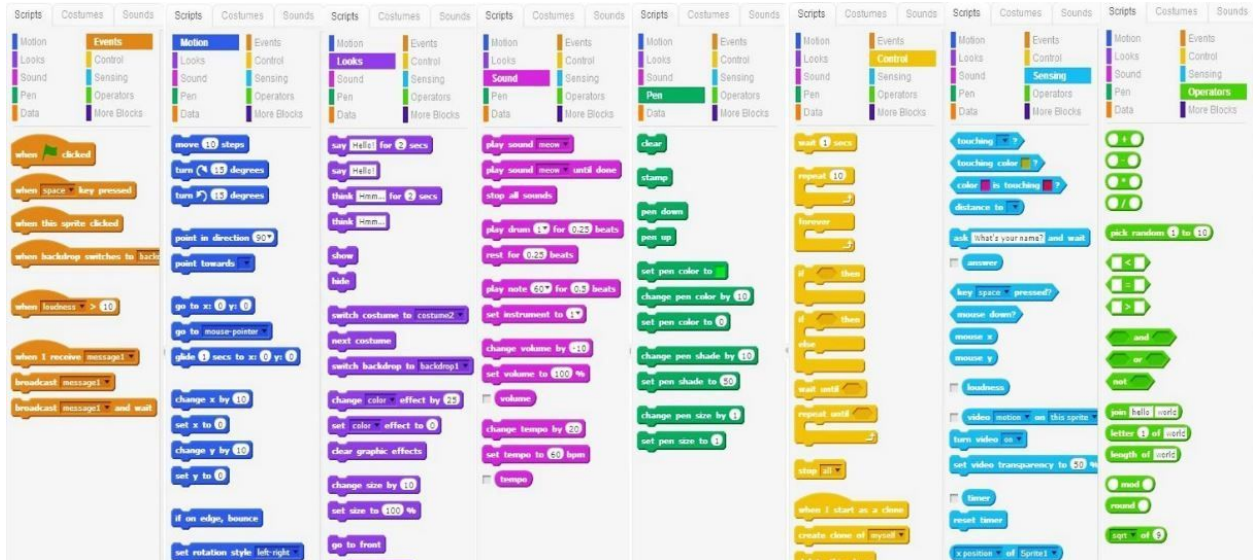 Scripts Costumes Sounds
Motion Events
Looks Control
Sound Sensing
Pen Operators
Data More Blocks
when clicked
when space key pressed
when this sprite clicked
when backdrop switches to
when loudness > 10
when I receive message1
broadcast message1
broadcast message1 and wait
Scripts Costumes Sounds
Motion Events
Looks Control
Sound Sensing
Pen Operators
Data More Blocks
move 10 steps
turn 15 degrees
turn 15 degrees
point in direction 90
point towards
go to x: 0 y: 0
go to mouse-pointer
glide 1 secs to x: 0 y: 0
change x by 10
set x to 0
change y by 10
set y to 0
if on edge, bounce
set rotation style left-right
Scripts Costumes Sounds
Motion Events
Looks Control
Sound Sensing
Pen Operators
Data More Blocks
say Hello! for 2 secs
say Hello!
think Hmm... for 2 secs
think Hmm...
show
hide
switch costume to costume2
next costume
switch backdrop to backdrop1
change color effect by 25
set color effect to 0
clear graphic effects
change size by 10
set size to 100 %
go to front
Scripts Costumes Sounds
Motion Events
Looks Control
Sound Sensing
Pen Operators
Data More Blocks
play sound meow
play sound meow until done
stop all sounds
play drum 1 for 0.25 beats
rest for 0.25 beats
play note 60 for 0.5 beats
set instrument to 1
change volume by -10
set volume to 100 %
volume
change tempo by 20
set tempo to 60 bpm
tempo
Scripts Costumes Sounds
Motion Events
Looks Control
Sound Sensing
Pen Operators
Data More Blocks
clear
stamp
pen down
pen up
set pen color to
change pen color by 10
set pen color to 0
change pen shade by 10
set pen shade to 50
change pen size by 1
set pen size to 1
Scripts Costumes Sounds
Motion Events
Looks Control
Sound Sensing
Pen Operators
Data More Blocks
wait 1 secs
repeat 10
forever
if then
if then
else
wait until
repeat until
stop all
when I start as a clone
create clone of myself
Scripts Costumes Sounds
Motion Events
Looks Control
Sound Sensing
Pen Operators
Data More Blocks
touching ?
touching color ?
color is touching ?
distance to
ask What's your name? and wait
answer
key space pressed?
mouse down?
mouse x
mouse y
loudness
video motion on this sprite
turn video on
set video transparency to 50 %
timer
reset timer
x position of Sprite1
Scripts Costumes Sounds
Motion Events
Looks Control
Sound Sensing
Pen Operators
Data More Blocks
+
-
*
/
pick random 1 to 10
<
=
>
and
or
not
join hello world
letter 1 of world
length of world
mod
round
sqrt of 9